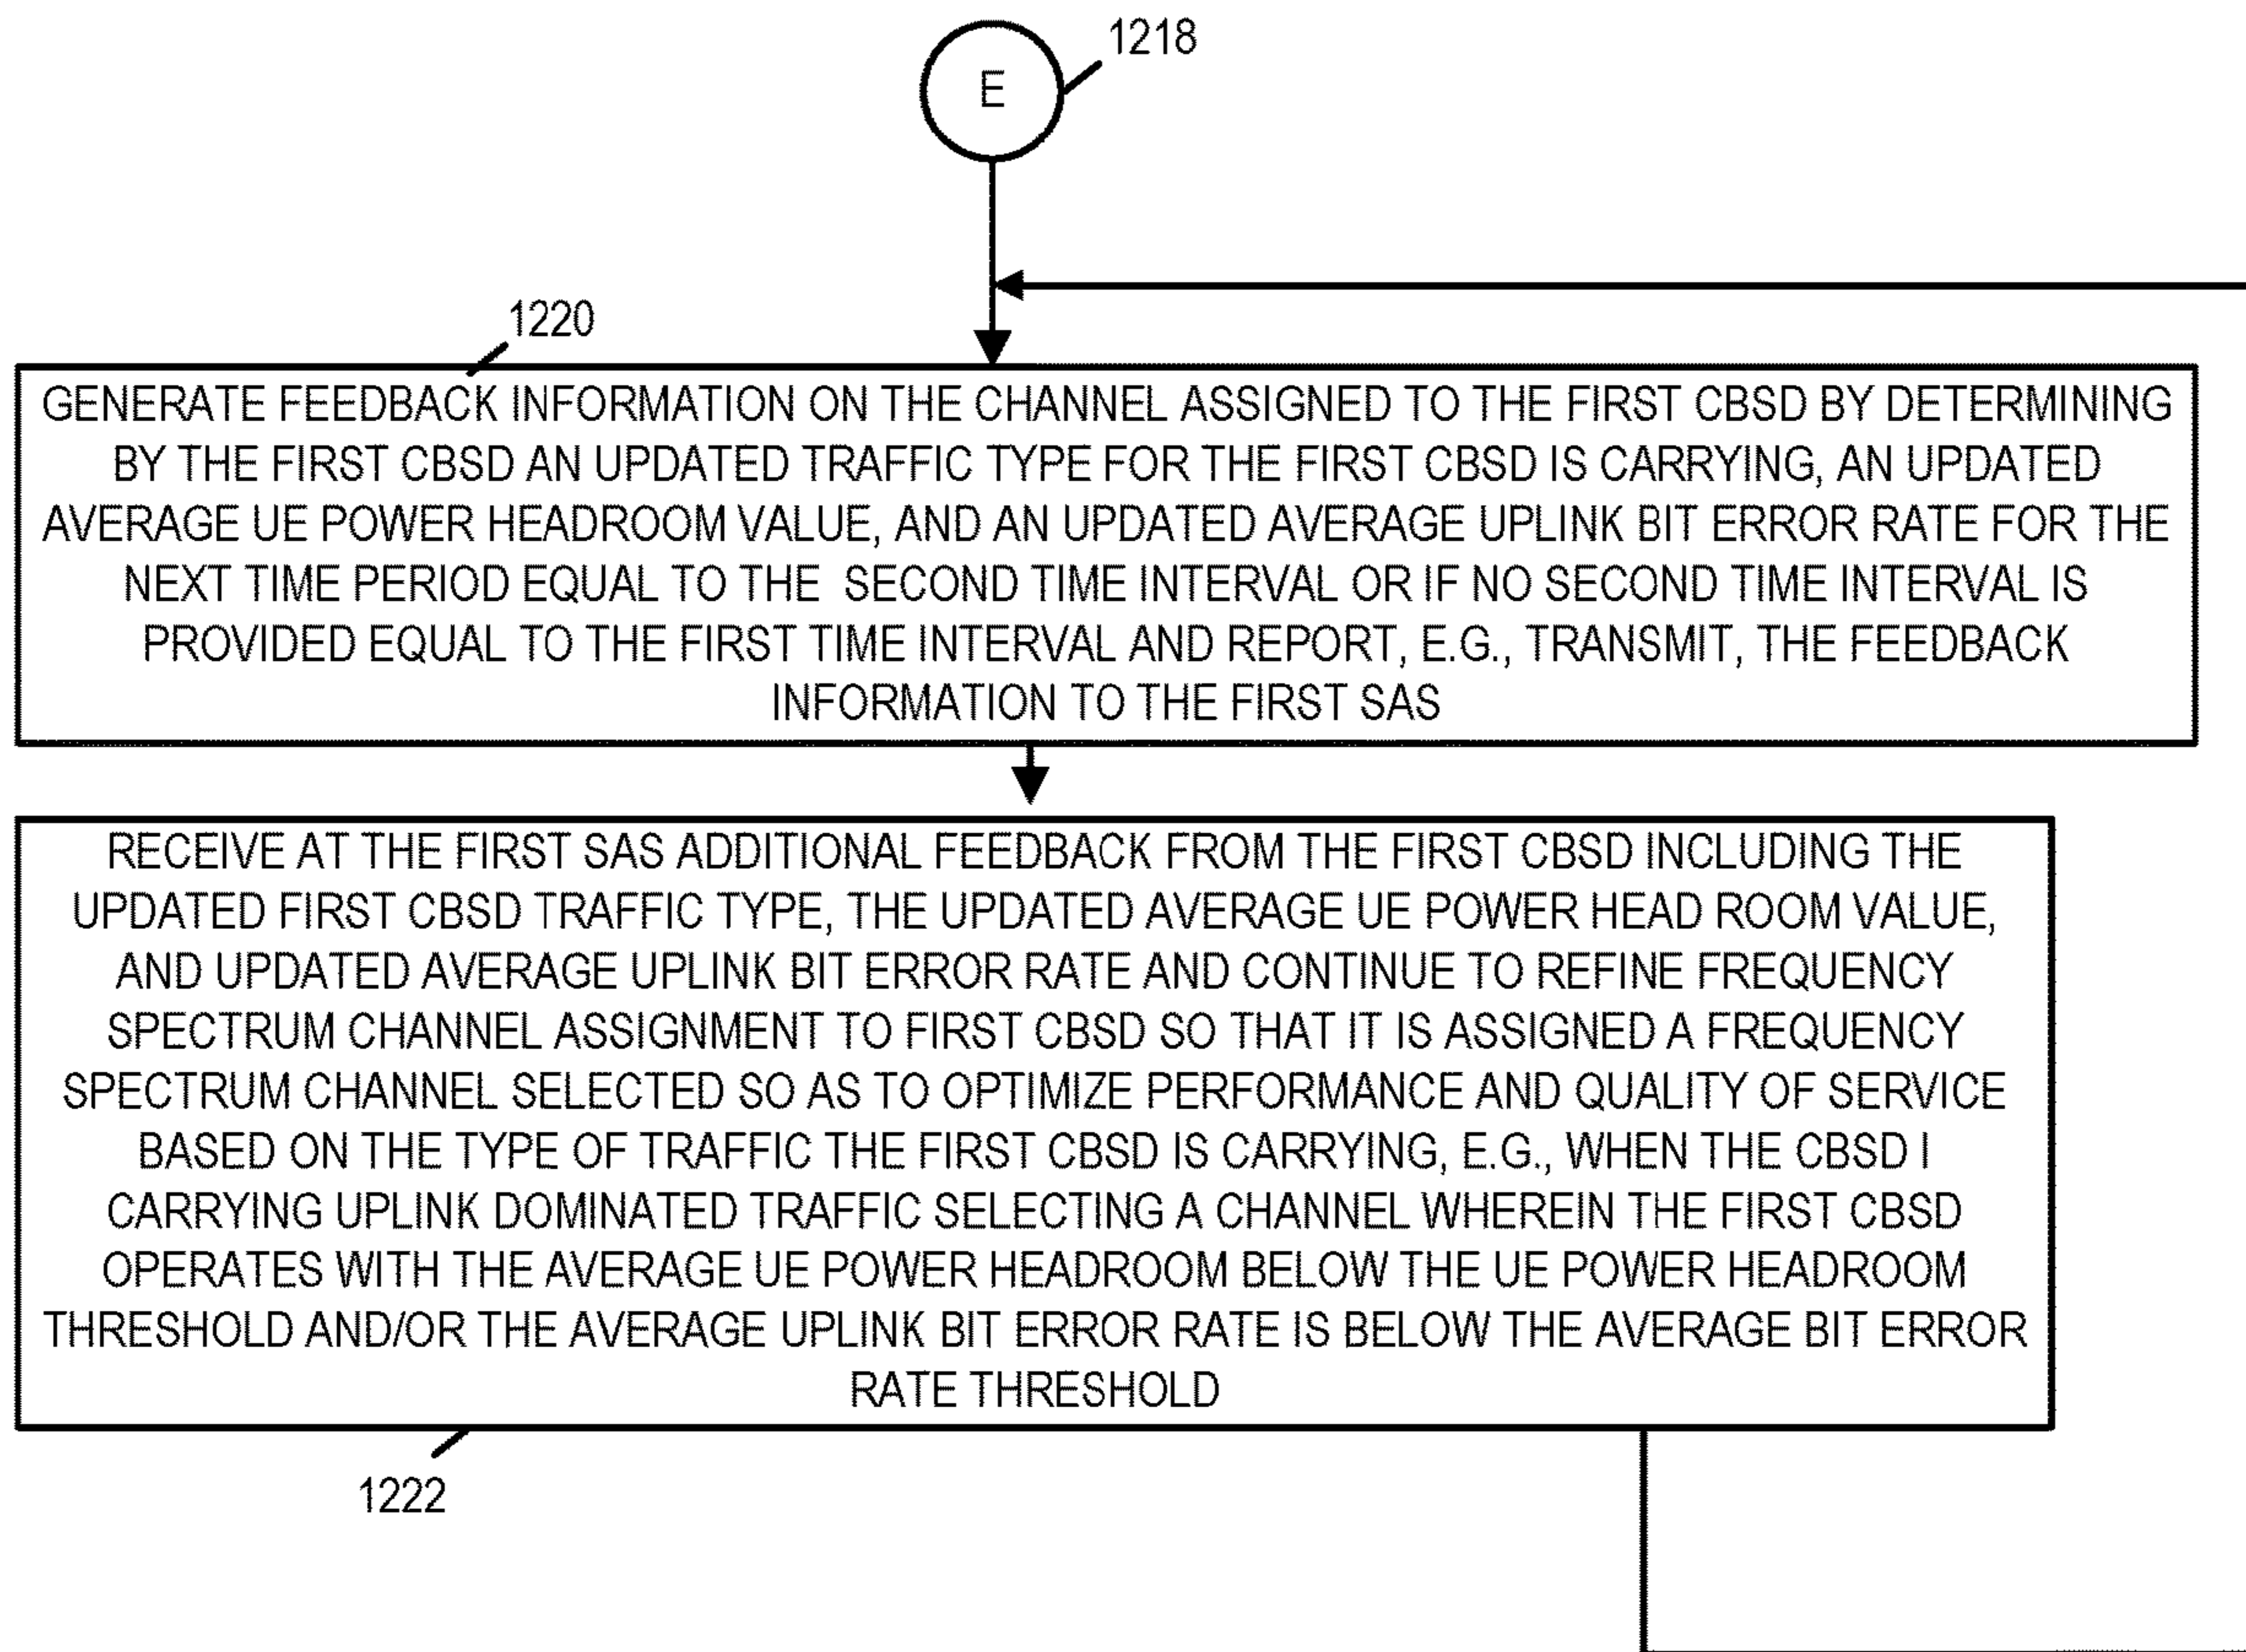 1218
E
1220
GENERATE FEEDBACK INFORMATION ON THE CHANNEL ASSIGNED TO THE FIRST CBSD BY DETERMINING
BY THE FIRST CBSD AN UPDATED TRAFFIC TYPE FOR THE FIRST CBSD IS CARRYING, AN UPDATED
AVERAGE UE POWER HEADROOM VALUE, AND AN UPDATED AVERAGE UPLINK BIT ERROR RATE FOR THE
NEXT TIME PERIOD EQUAL TO THE SECOND TIME INTERVAL OR IF NO SECOND TIME INTERVAL IS
PROVIDED EQUAL TO THE FIRST TIME INTERVAL AND REPORT, E.G., TRANSMIT, THE FEEDBACK
INFORMATION TO THE FIRST SAS
RECEIVE AT THE FIRST SAS ADDITIONAL FEEDBACK FROM THE FIRST CBSD INCLUDING THE
UPDATED FIRST CBSD TRAFFIC TYPE, THE UPDATED AVERAGE UE POWER HEAD ROOM VALUE,
AND UPDATED AVERAGE UPLINK BIT ERROR RATE AND CONTINUE TO REFINE FREQUENCY
SPECTRUM CHANNEL ASSIGNMENT TO FIRST CBSD SO THAT IT IS ASSIGNED A FREQUENCY
SPECTRUM CHANNEL SELECTED SO AS TO OPTIMIZE PERFORMANCE AND QUALITY OF SERVICE
BASED ON THE TYPE OF TRAFFIC THE FIRST CBSD IS CARRYING, E.G., WHEN THE CBSD I
CARRYING UPLINK DOMINATED TRAFFIC SELECTING A CHANNEL WHEREIN THE FIRST CBSD
OPERATES WITH THE AVERAGE UE POWER HEADROOM BELOW THE UE POWER HEADROOM
THRESHOLD AND/OR THE AVERAGE UPLINK BIT ERROR RATE IS BELOW THE AVERAGE BIT ERROR
RATE THRESHOLD
1222